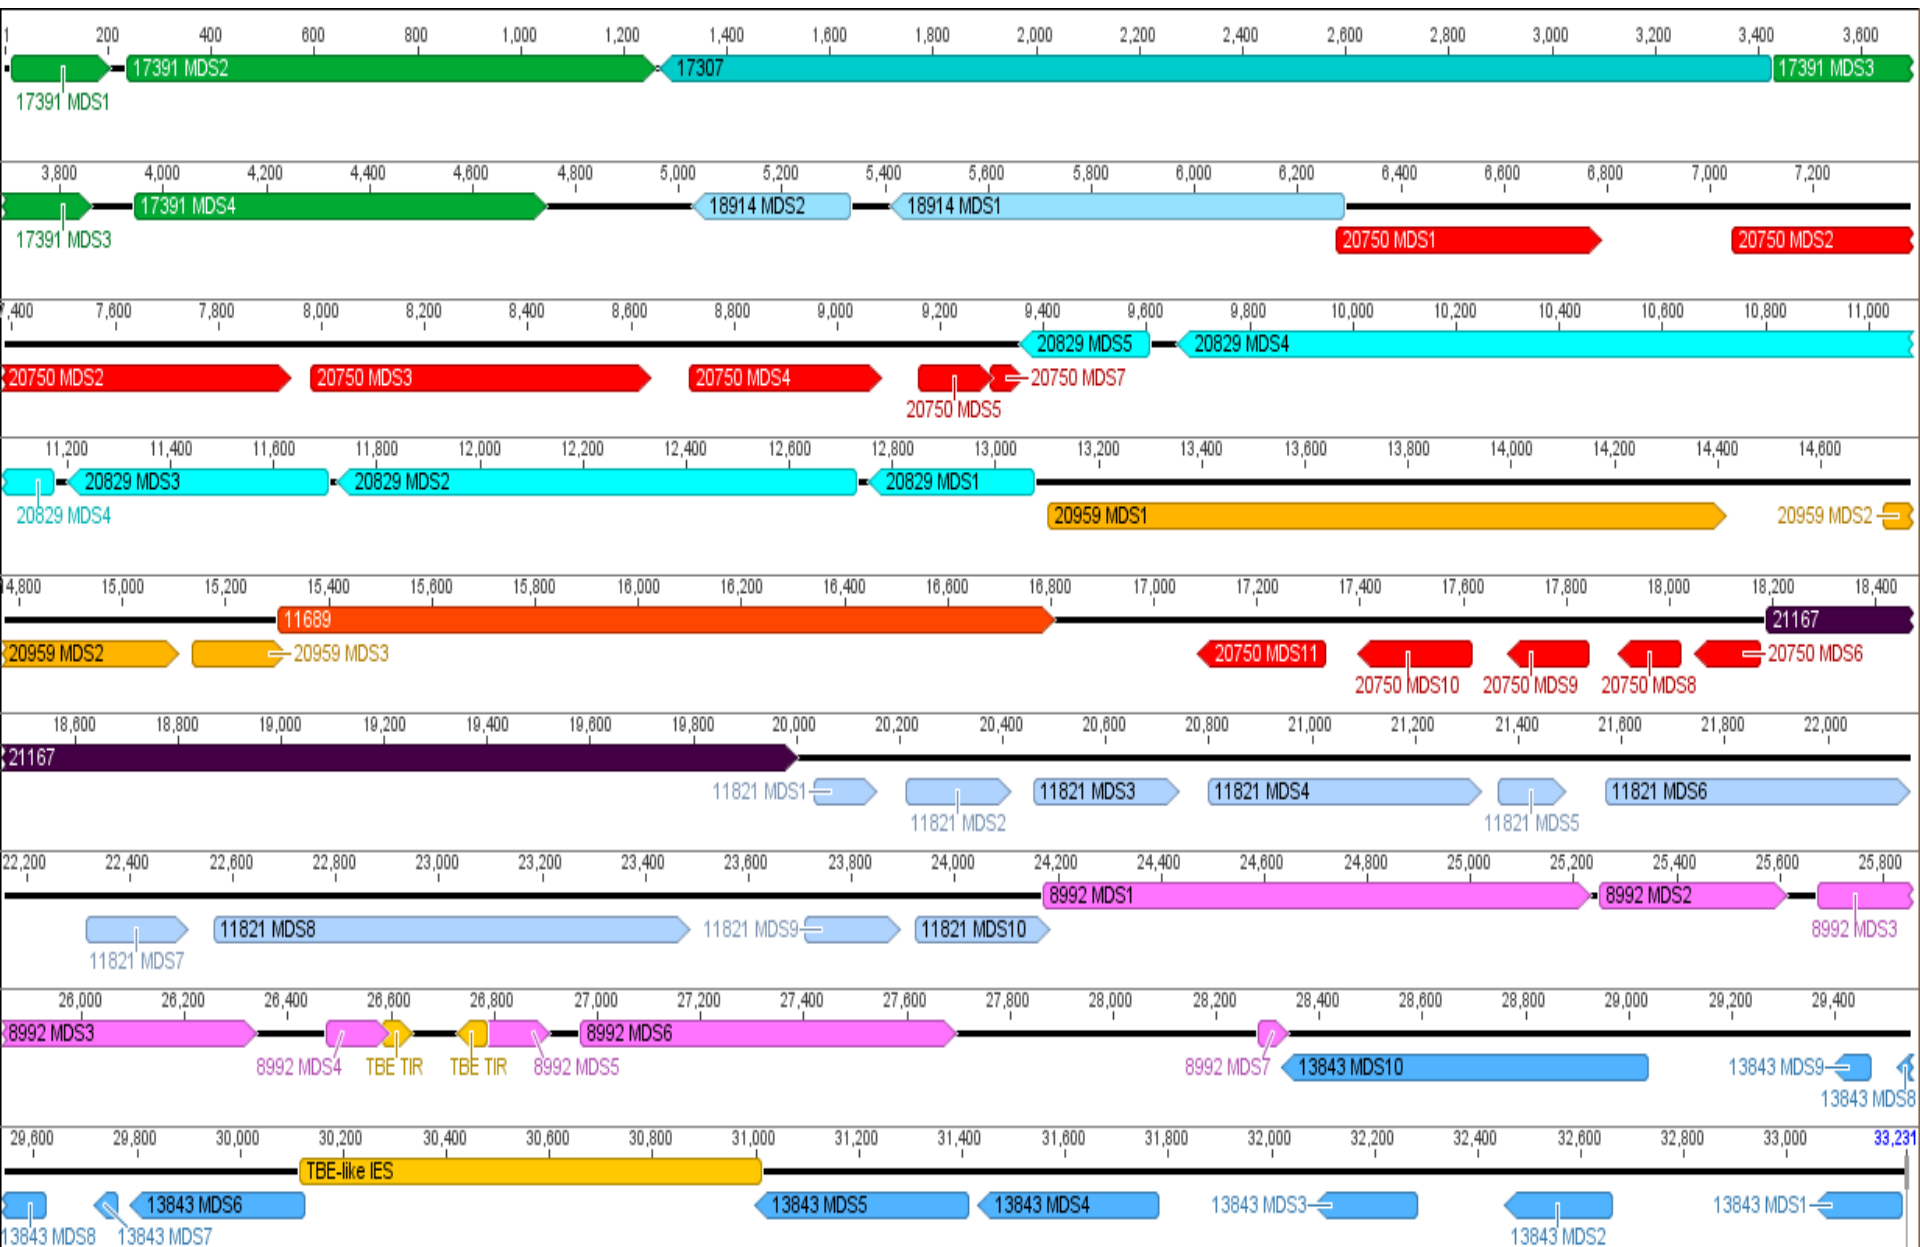 1 200 400 600 800 1,000 1,200 1,400 1,600 1,800 2,000 2,200 2,400 2,600 2,800 3,000 3,200 3,400 3,600
17391 MDS2 17307 17391 MDS3
17391 MDS1
3,800 4,000 4,200 4,400 4,600 4,800 5,000 5,200 5,400 5,600 5,800 6,000 6,200 6,400 6,600 6,800 7,000 7,200
17391 MDS4 18914 MDS2 18914 MDS1
17391 MDS3 20750 MDS1 20750 MDS2
7,400 7,600 7,800 8,000 8,200 8,400 8,600 8,800 9,000 9,200 9,400 9,600 9,800 10,000 10,200 10,400 10,600 10,800 11,000
20829 MDS5 20829 MDS4
20750 MDS2 20750 MDS3 20750 MDS4 20750 MDS7
20750 MDS5
11,200 11,400 11,600 11,800 12,000 12,200 12,400 12,600 12,800 13,000 13,200 13,400 13,600 13,800 14,000 14,200 14,400 14,600
20829 MDS3 20829 MDS2 20829 MDS1
20829 MDS4 20959 MDS1 20959 MDS2
14,800 15,000 15,200 15,400 15,600 15,800 16,000 16,200 16,400 16,600 16,800 17,000 17,200 17,400 17,600 17,800 18,000 18,200 18,400
11689 21167
20959 MDS2 20959 MDS3 20750 MDS11 20750 MDS6
20750 MDS10 20750 MDS9 20750 MDS8
18,600 18,800 19,000 19,200 19,400 19,600 19,800 20,000 20,200 20,400 20,600 20,800 21,000 21,200 21,400 21,600 21,800 22,000
21167
11821 MDS1 11821 MDS3 11821 MDS4 11821 MDS6
11821 MDS2 11821 MDS5
22,200 22,400 22,600 22,800 23,000 23,200 23,400 23,600 23,800 24,000 24,200 24,400 24,600 24,800 25,000 25,200 25,400 25,600 25,800
8992 MDS1 8992 MDS2
11821 MDS8 11821 MDS9 11821 MDS10 8992 MDS3
11821 MDS7
26,000 26,200 26,400 26,600 26,800 27,000 27,200 27,400 27,600 27,800 28,000 28,200 28,400 28,600 28,800 29,000 29,200 29,400
8992 MDS3 8992 MDS6
8992 MDS4 TBE TIR TBE TIR 8992 MDS5 8992 MDS7 13843 MDS10 13843 MDS9
13843 MDS8
29,600 29,800 30,000 30,200 30,400 30,600 30,800 31,000 31,200 31,400 31,600 31,800 32,000 32,200 32,400 32,600 32,800 33,000 33,231
TBE-like IES
13843 MDS6 13843 MDS5 13843 MDS4 13843 MDS3 13843 MDS1
13843 MDS8 13843 MDS7 13843 MDS2